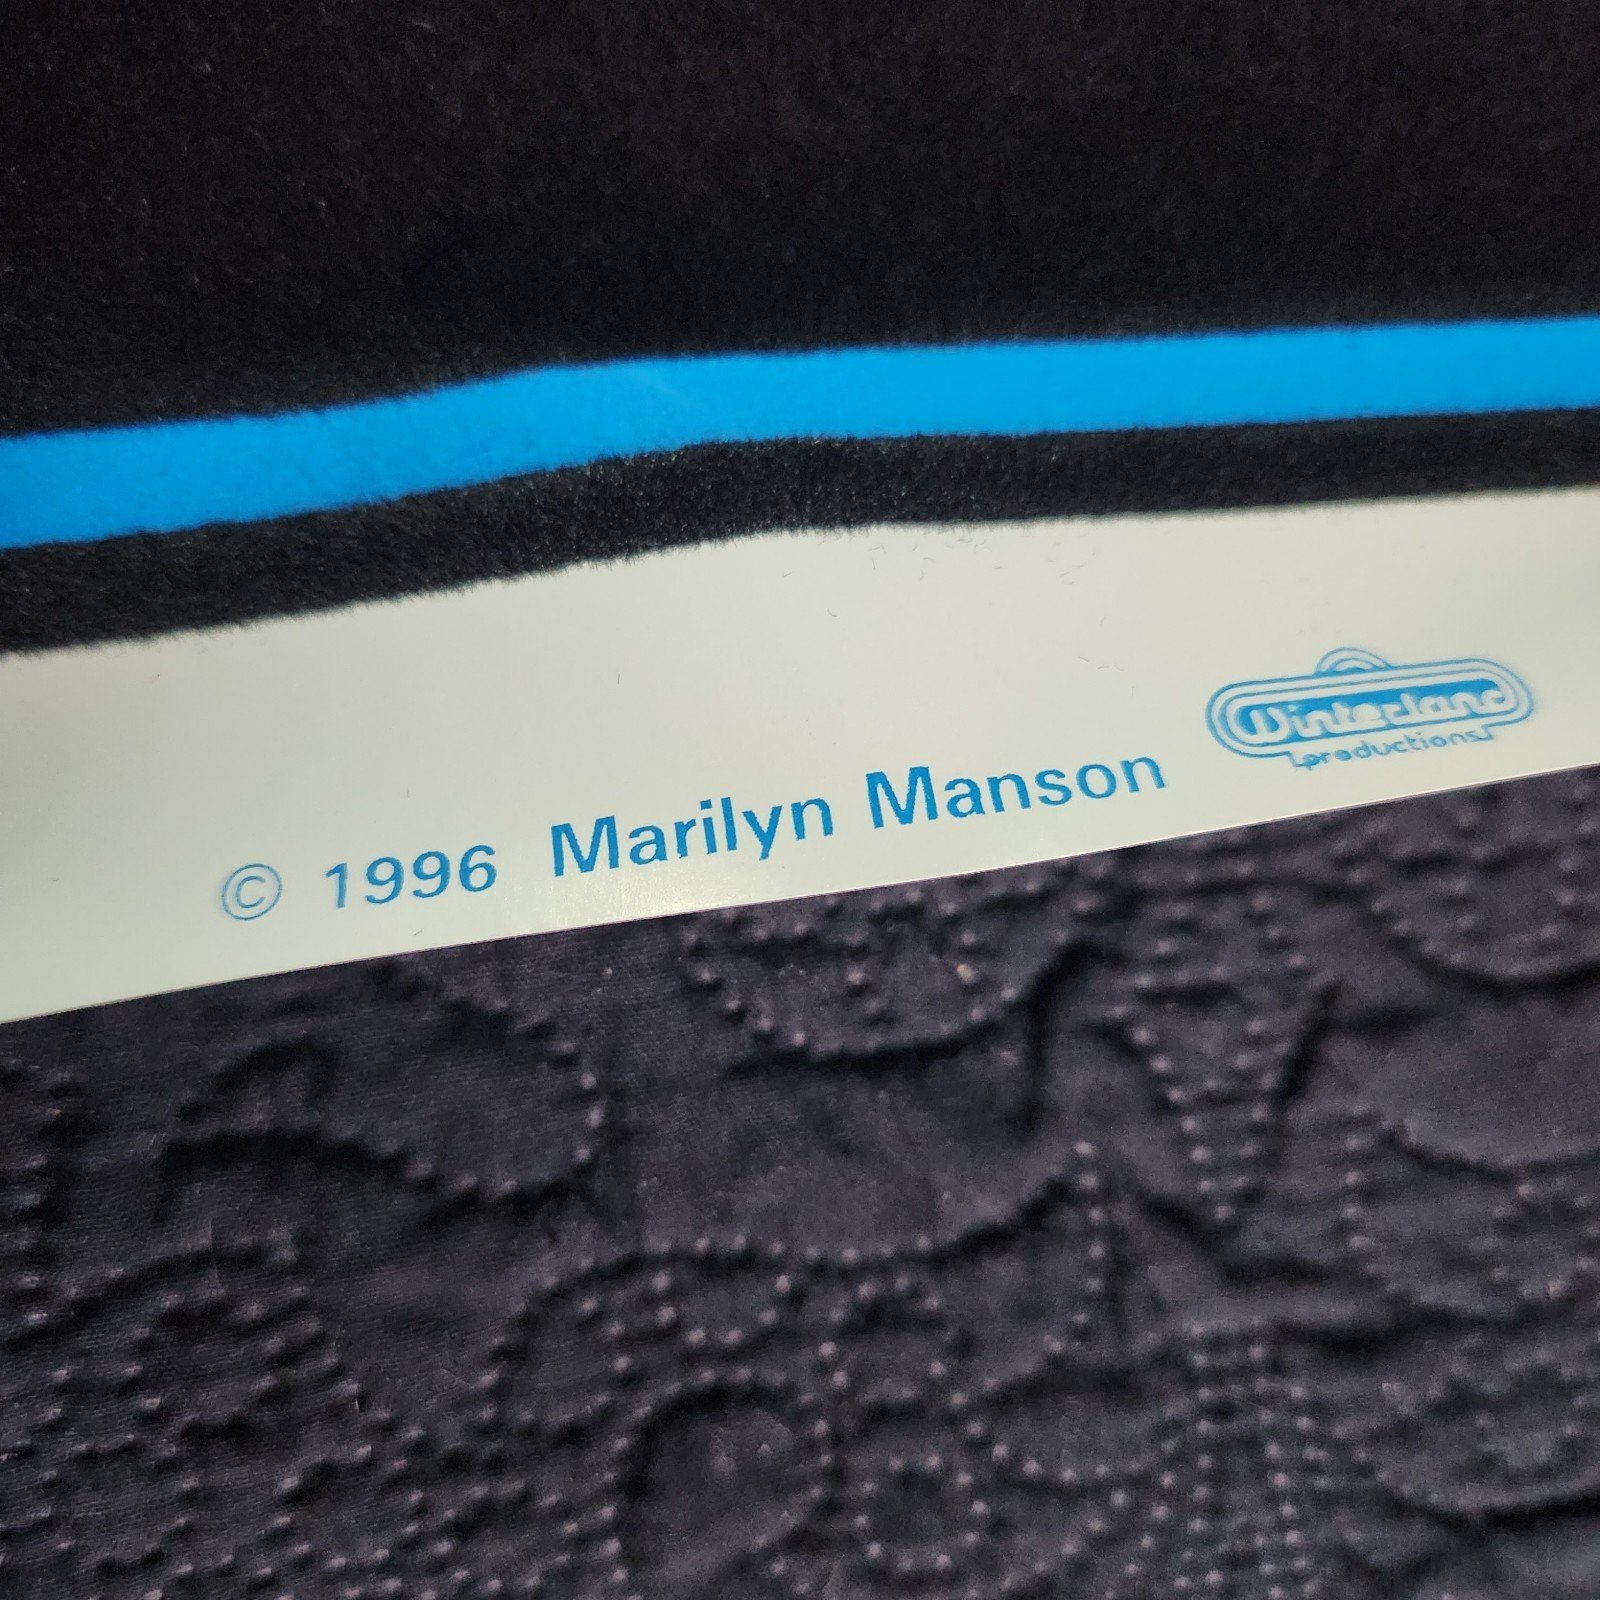 © 1996 Marilyn Manson
Winterland
productions